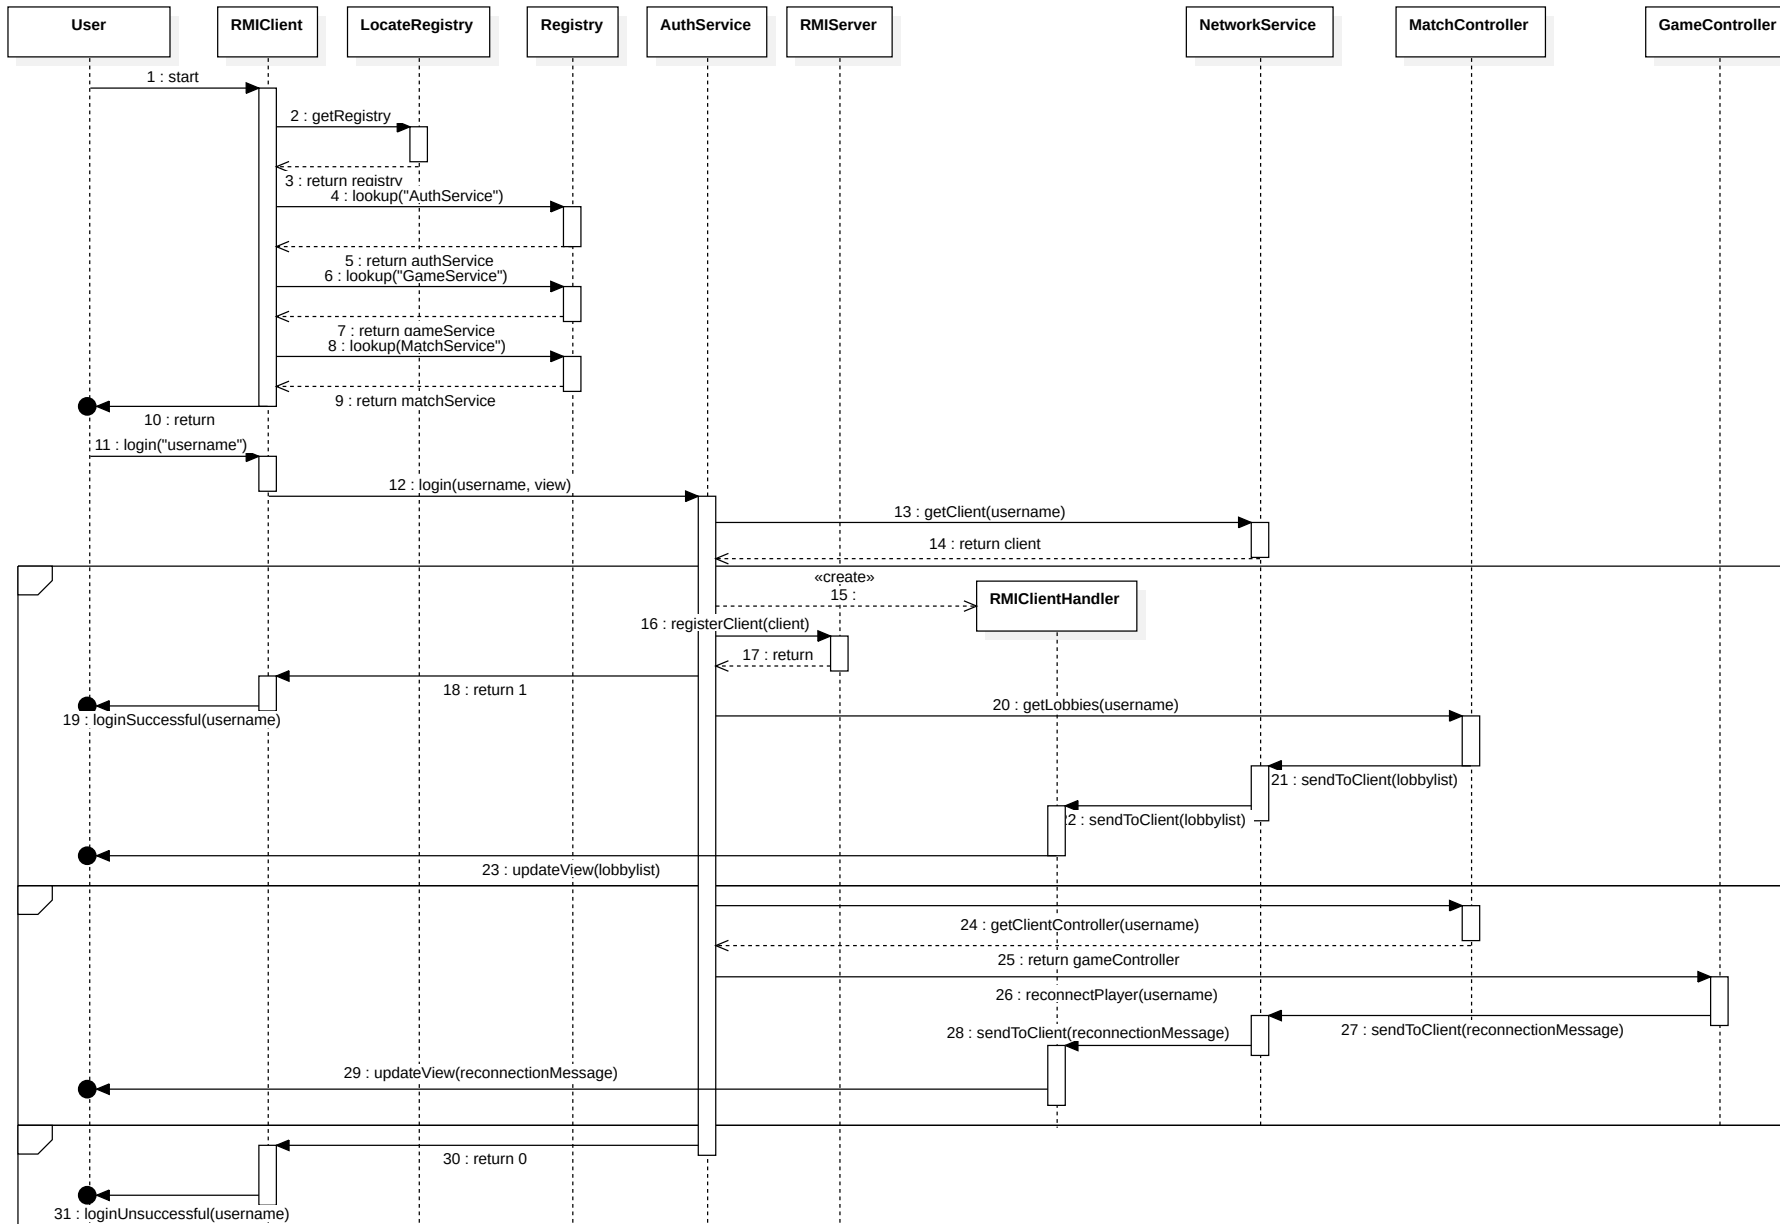 User
RMIClient
LocateRegistry
Registry
AuthService
RMIServer
NetworkService
MatchController
GameController
1 : start
2 : getRegistry
3 : return registry
4 : lookup("AuthService")
5 : return authService
6 : lookup("GameService")
7 : return gameService
8 : lookup(MatchService")
9 : return matchService
10 : return
11 : login("username")
12 : login(username, view)
13 : getClient(username)
14 : return client
«create»
15 :
RMIClientHandler
16 : registerClient(client)
17 : return
18 : return 1
19 : loginSuccessful(username)
20 : getLobbies(username)
21 : sendToClient(lobbylist)
22 : sendToClient(lobbylist)
23 : updateView(lobbylist)
24 : getClientController(username)
25 : return gameController
26 : reconnectPlayer(username)
27 : sendToClient(reconnectionMessage)
28 : sendToClient(reconnectionMessage)
29 : updateView(reconnectionMessage)
30 : return 0
31 : loginUnsuccessful(username)